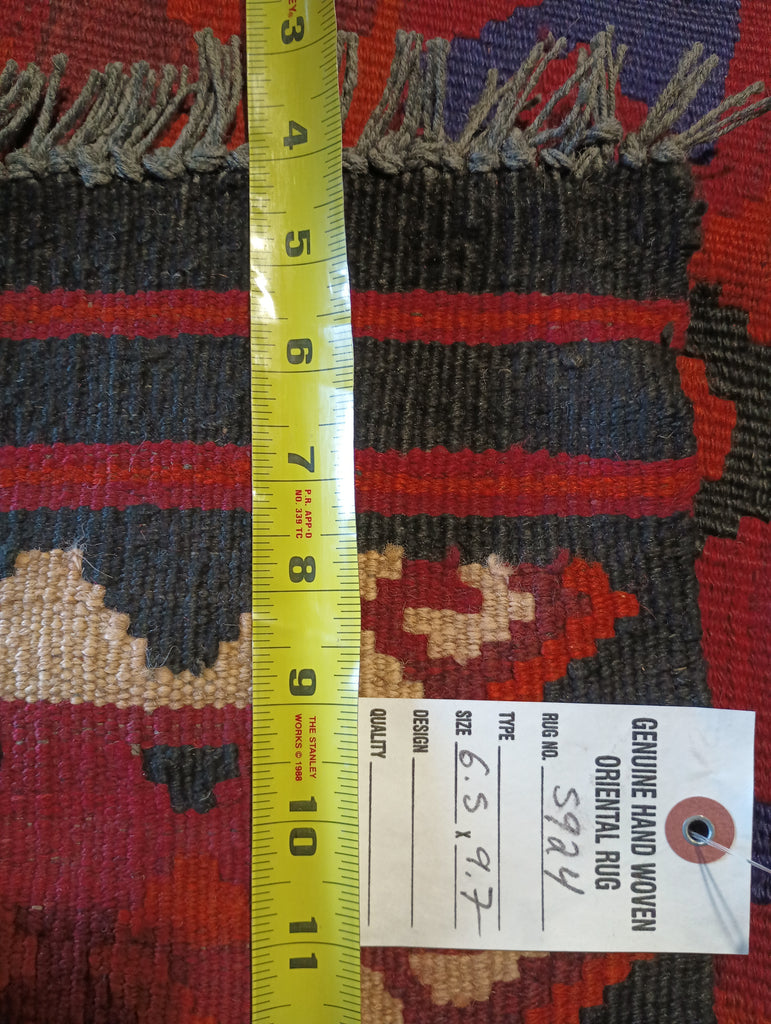 LEY.
3
4
5
6
7
P.R. APP'D
NO. 339 TC
8
9
THE STANLEY
WORKS © 1988
10
11
GENUINE HAND WOVEN
ORIENTAL RUG
RUG NO. 5924
TYPE
SIZE 6.5 x 9.7
DESIGN
QUALITY